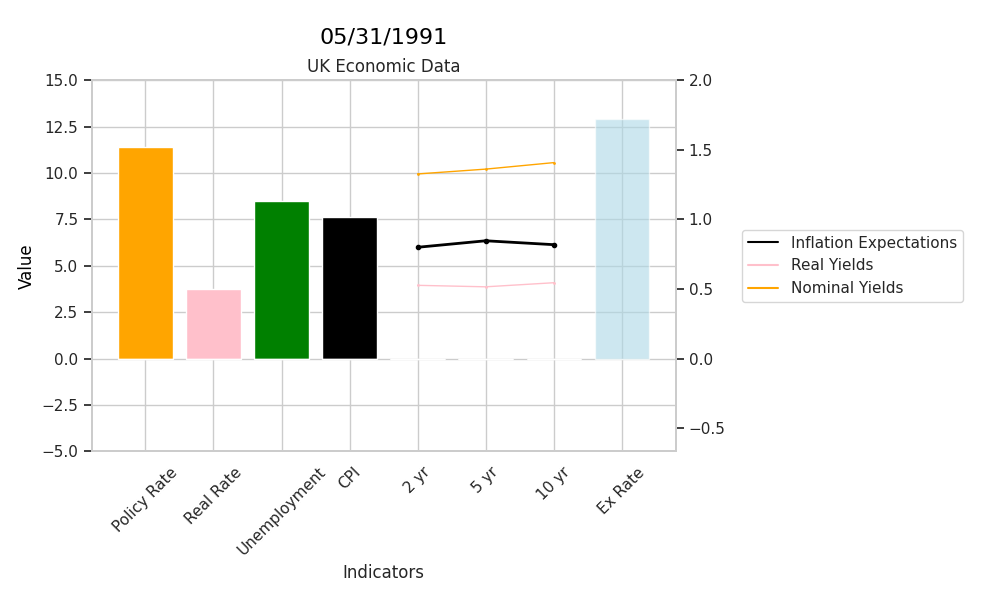 05/31/1991
UK Economic Data
15.0
12.5
10.0
7.5
5.0
2.5
0.0
−2.5
−5.0
Value
2.0
1.5
1.0
0.5
0.0
−0.5
Inflation Expectations
Real Yields
Nominal Yields
Policy Rate
Real Rate
Unemployment
CPI
2 yr
5 yr
10 yr
Ex Rate
Indicators